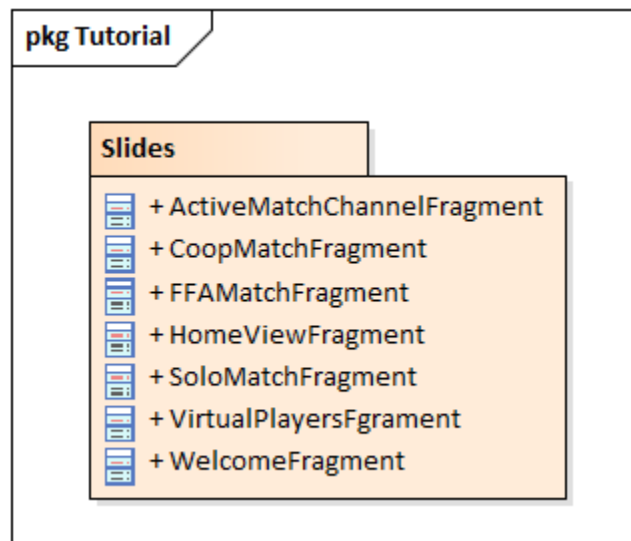 pkg Tutorial
Slides
+ ActiveMatchChannelFragment
+ CoopMatchFragment
+ FFAMatchFragment
+ HomeViewFragment
+ SoloMatchFragment
+ VirtualPlayersFgrament
+ WelcomeFragment